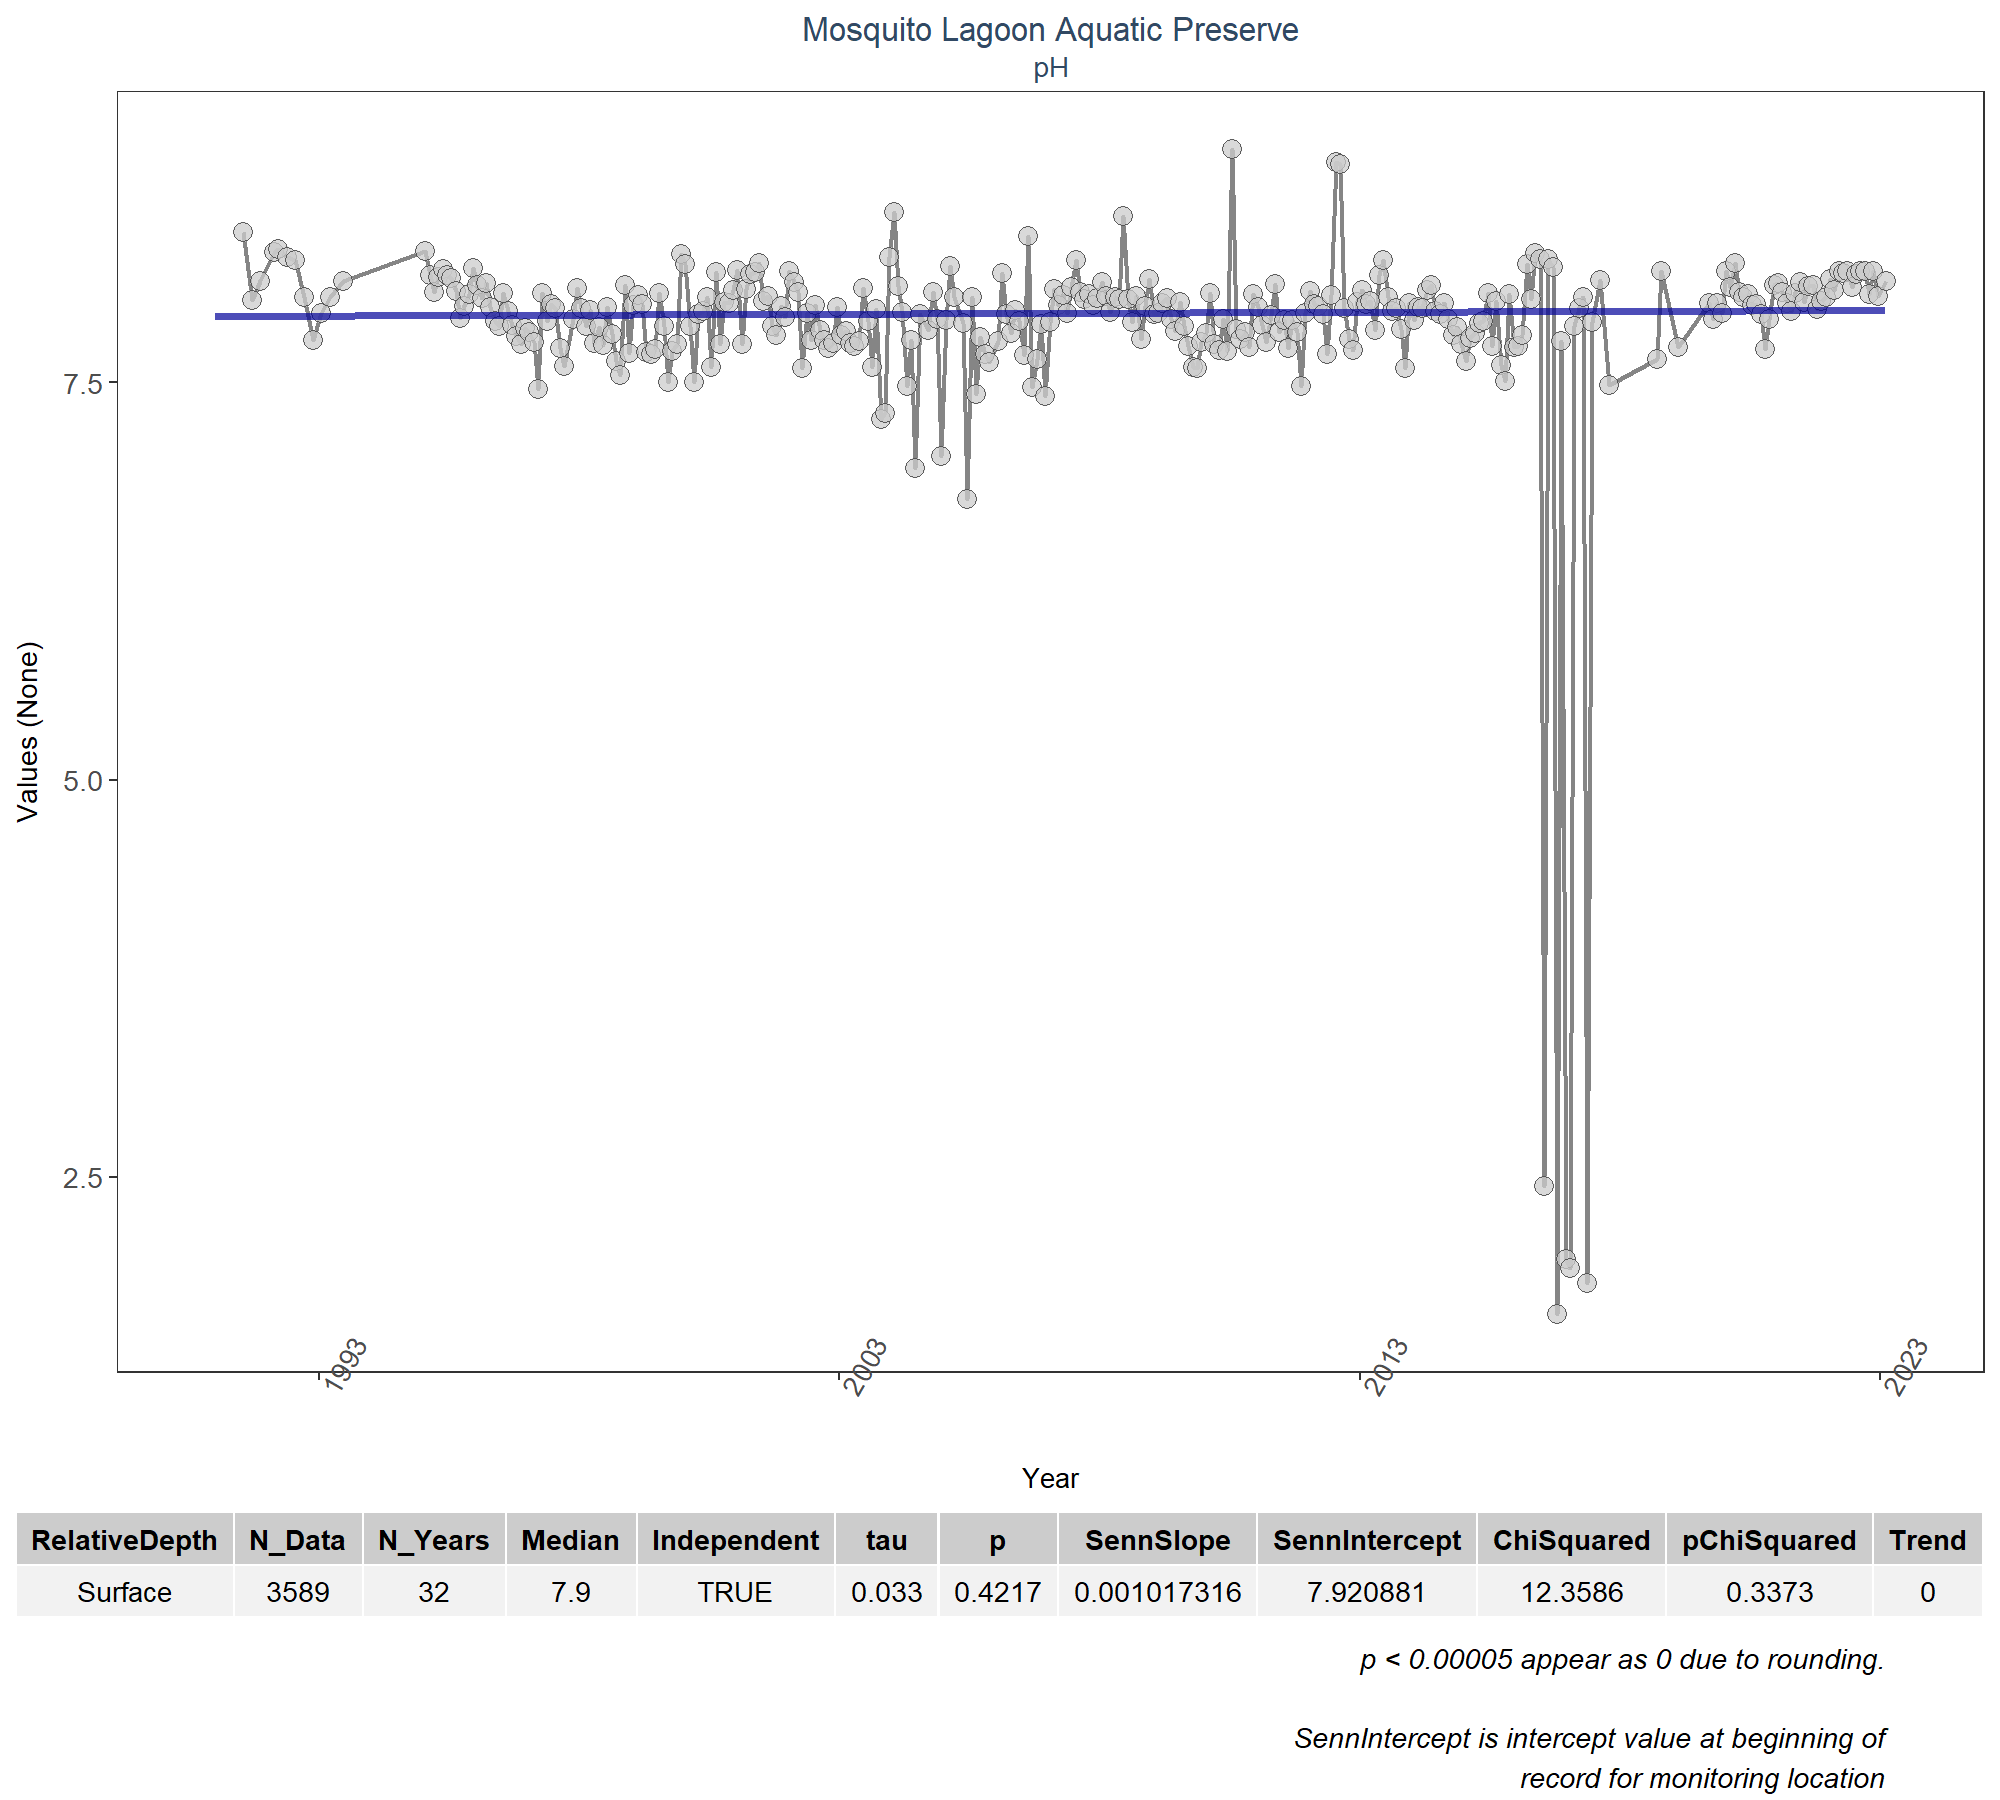 Mosquito Lagoon Aquatic Preserve
pH
Values (None)
7.5
5.0
2.5
1993
2003
2013
2023
Year
RelativeDepth N_Data N_Years Median Independent tau p SennSlope SennIntercept ChiSquared pChiSquared Trend
Surface 3589 32 7.9 TRUE 0.033 0.4217 0.001017316 7.920881 12.3586 0.3373 0
p < 0.00005 appear as 0 due to rounding.
SennIntercept is intercept value at beginning of
record for monitoring location